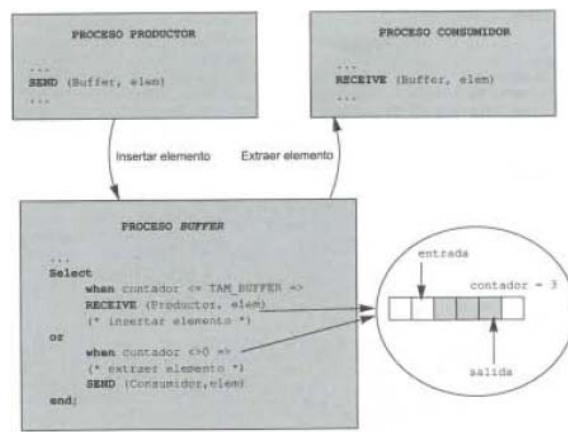 PROCESO PRODUCTOR
...
SEND (Buffer, elem)
...
PROCESO CONSUMIDOR
...
RECEIVE (Buffer, elem)
...
Insertar elemento
Extraer elemento
PROCESO BUFFER
...
Select
when contador <= TAM_BUFFER =>
RECEIVE (Productor, elem)
(* insertar elemento *)
or
when contador <>0 =>
(* extraer elemento *)
SEND (Consumidor,elem)
end;
entrada
contador = 3
salida